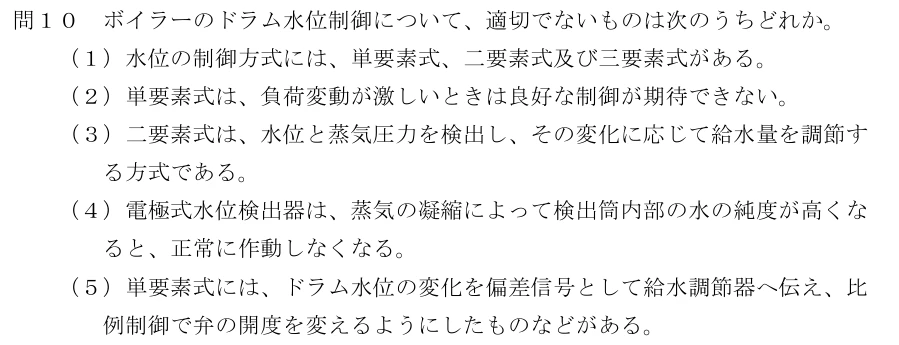 問１０　ボイラーのドラム水位制御について、適切でないものは次のうちどれか。
（１）水位の制御方式には、単要素式、二要素式及び三要素式がある。
（２）単要素式は、負荷変動が激しいときは良好な制御が期待できない。
（３）二要素式は、水位と蒸気圧力を検出し、その変化に応じて給水量を調節す
る方式である。
（４）電極式水位検出器は、蒸気の凝縮によって検出筒内部の水の純度が高くな
ると、正常に作動しなくなる。
（５）単要素式には、ドラム水位の変化を偏差信号として給水調節器へ伝え、比
例制御で弁の開度を変えるようにしたものなどがある。